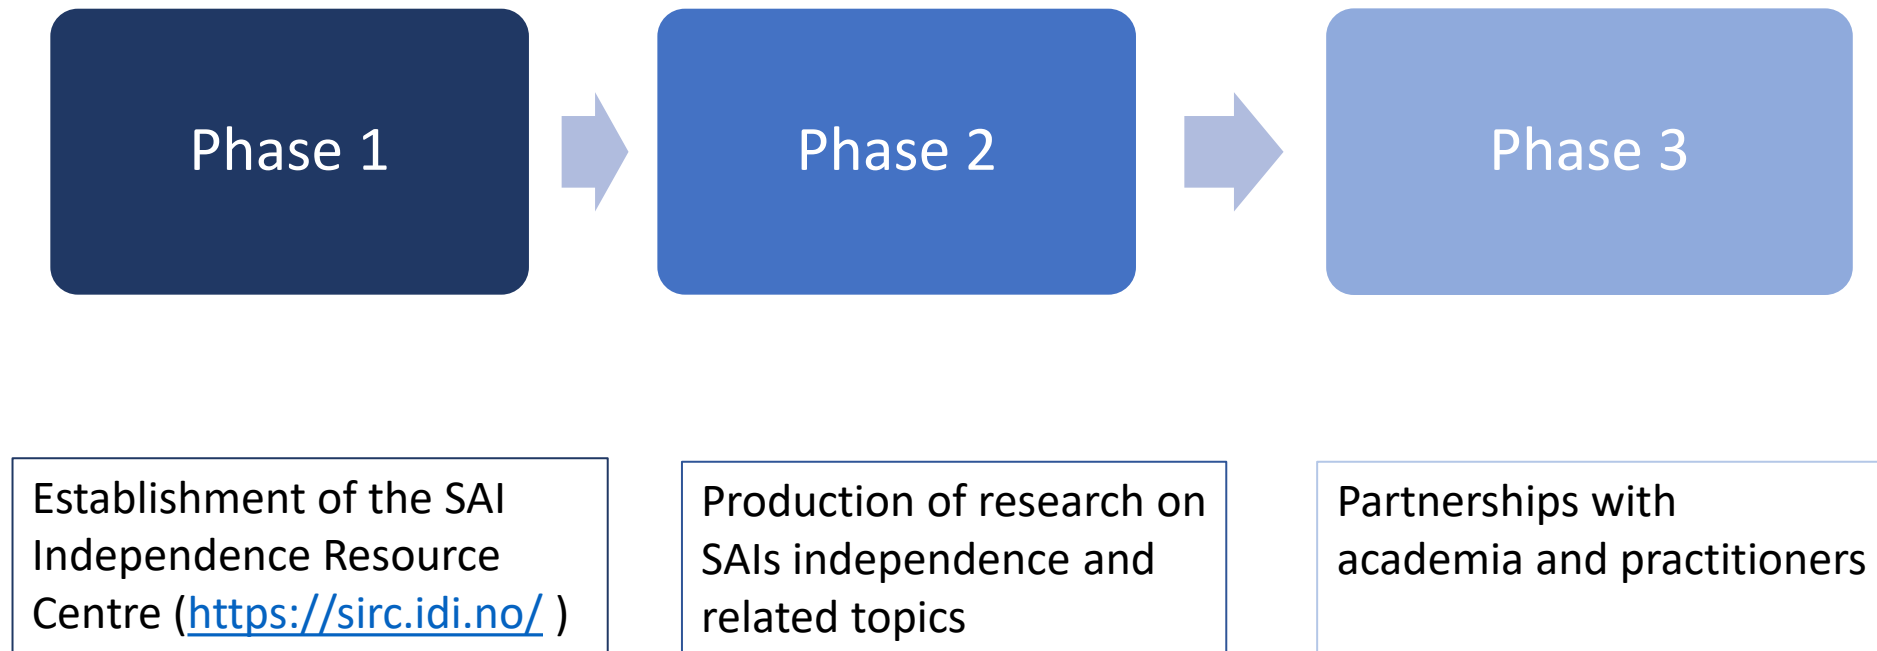 Phase 1
Phase 2
Phase 3
Establishment of the SAI
Independence Resource
Centre (https://sirc.idi.no/ )
Production of research on
SAIs independence and
related topics
Partnerships with
academia and practitioners